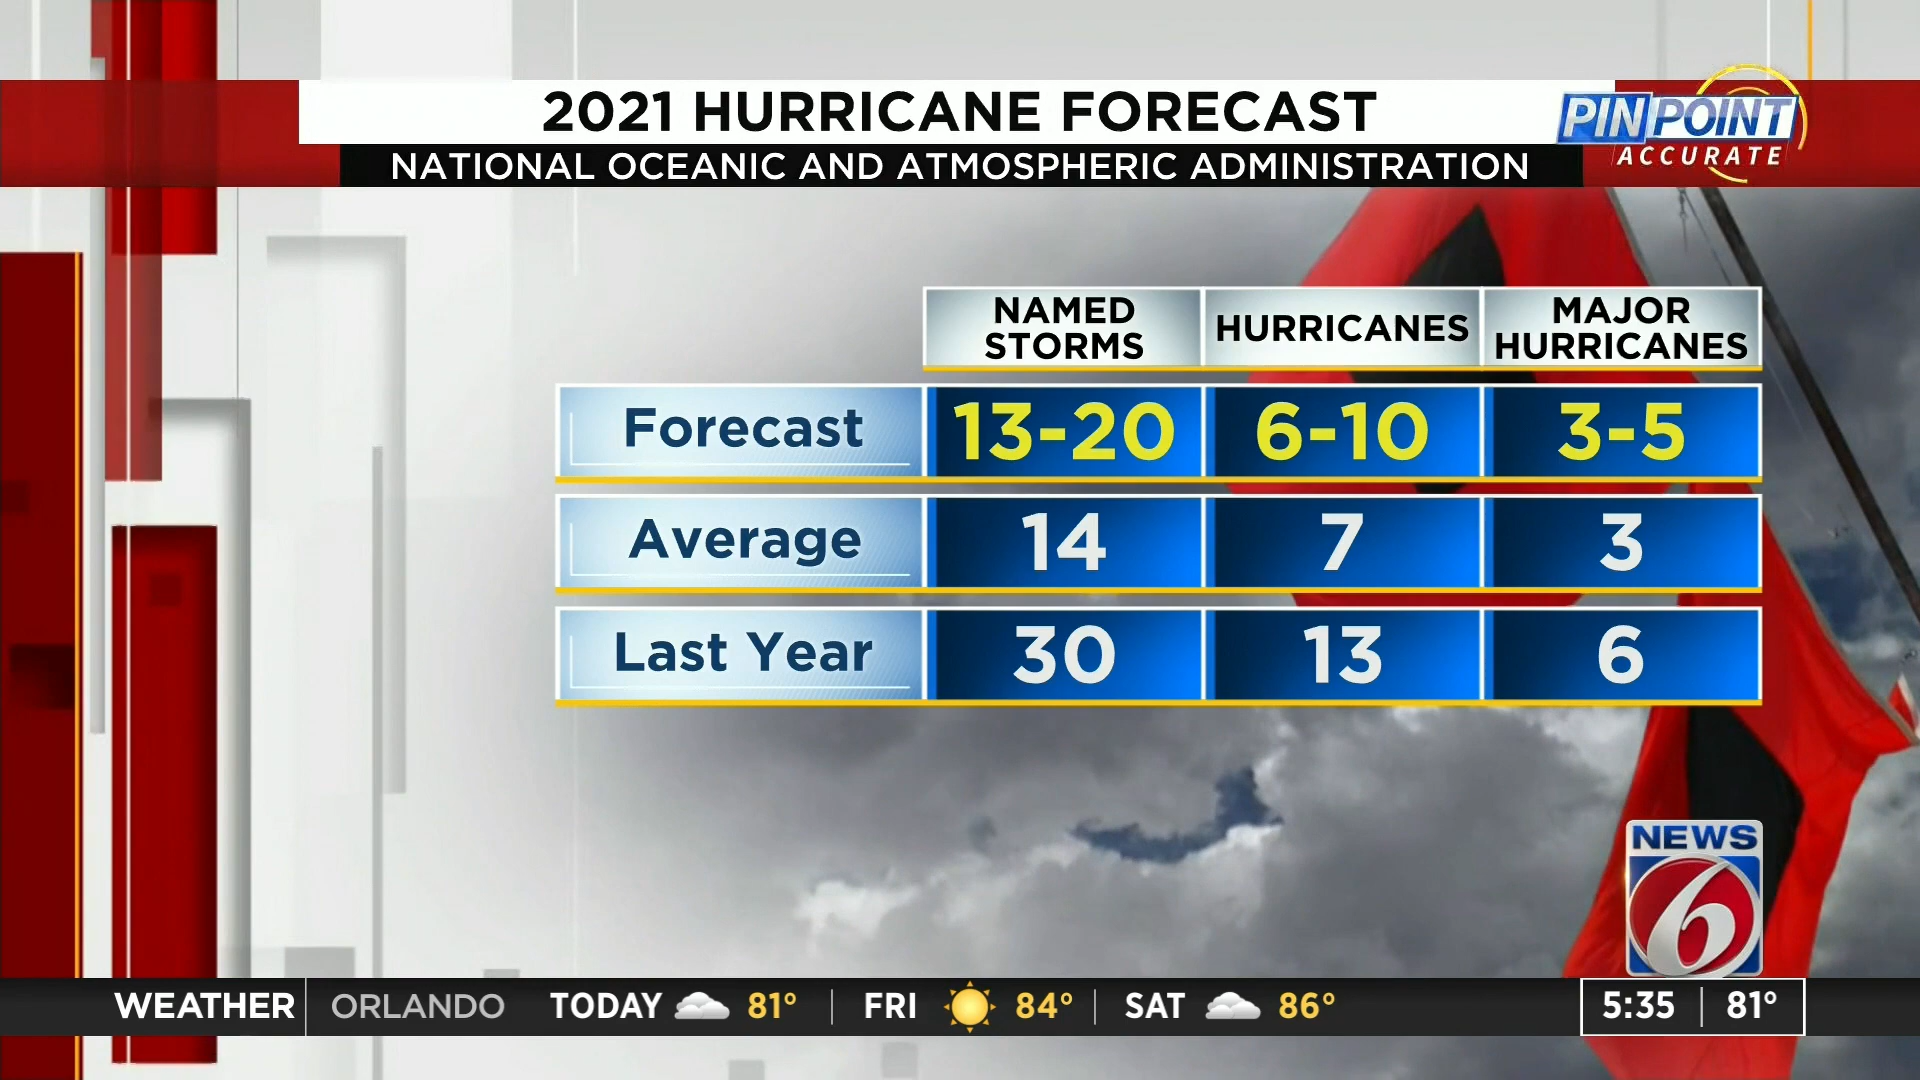 2021 HURRICANE FORECAST
NATIONAL OCEANIC AND ATMOSPHERIC ADMINISTRATION
PINPOINT
ACCURATE
NAMED STORMS HURRICANES MAJOR HURRICANES
Forecast 13-20 6-10 3-5
Average 14 7 3
Last Year 30 13 6
NEWS
6
WEATHER ORLANDO TODAY 81° FRI 84° SAT 86° 5:35 81°